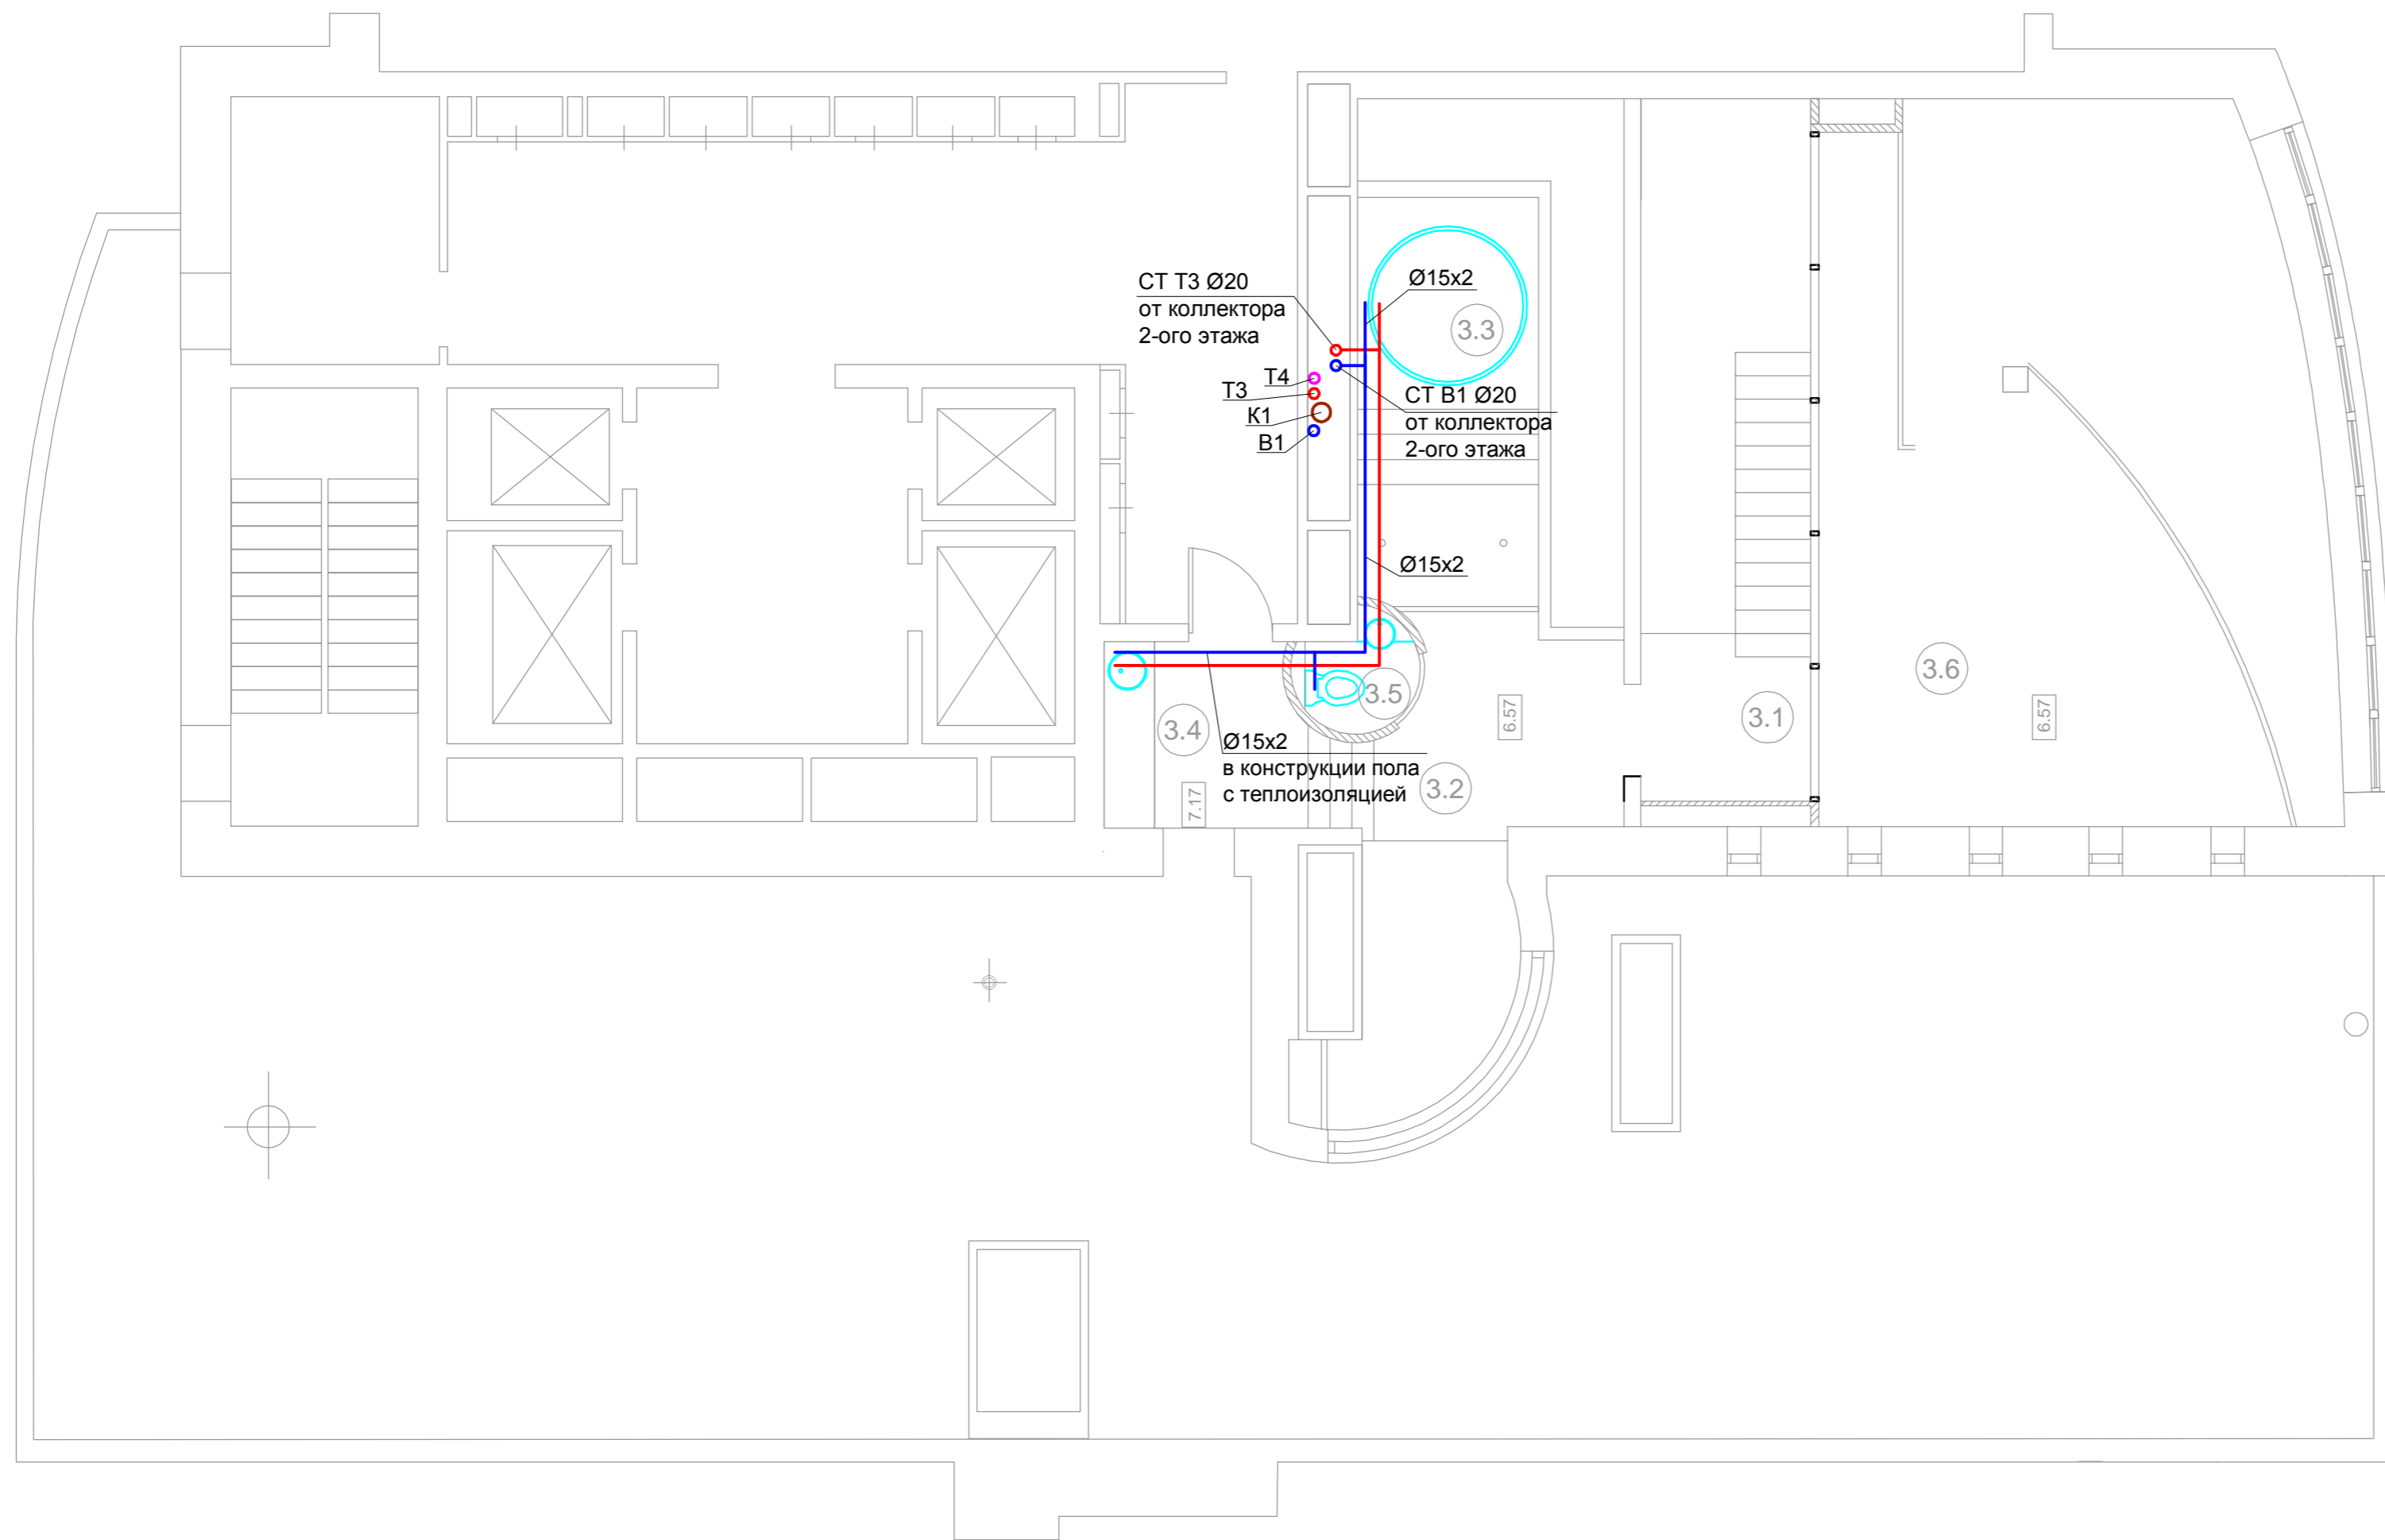 СТ Т3 Ø20
от коллектора
2-ого этажа
Ø15x2
3.3
Т4
Т3
К1
В1
СТ В1 Ø20
от коллектора
2-ого этажа
Ø15x2
3.6
3.5
6.57
3.1
6.57
3.4
Ø15x2
в конструкции пола
с теплоизоляцией
3.2
7.17